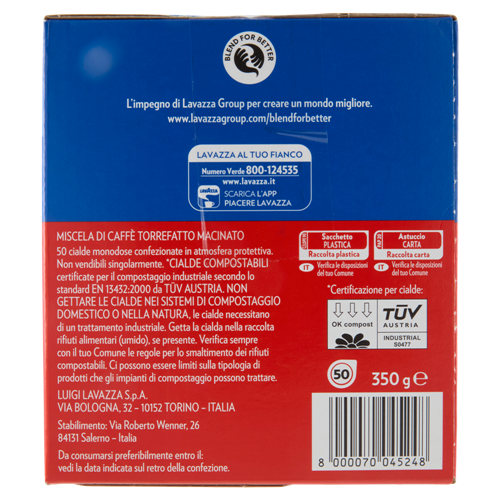 BLEND FOR BETTER
L'impegno di Lavazza Group per creare un mondo migliore.
www.lavazzagroup.com/blendforbetter
LAVAZZA AL TUO FIANCO
Numero Verde 800-124535
www.lavazza.it
LAVAZZA
SCARICA L'APP
PIACERE LAVAZZA
MISCELA DI CAFFÈ TORREFATTO MACINATO
50 cialde monodose confezionate in atmosfera protettiva.
Non vendibili singolarmente. *CIALDE COMPOSTABILI
certificate per il compostaggio industriale secondo lo
standard EN 13432:2000 da TÜV AUSTRIA. NON
GETTARE LE CIALDE NEI SISTEMI DI COMPOSTAGGIO
DOMESTICO O NELLA NATURA, le cialde necessitano
di un trattamento industriale. Getta la cialda nella raccolta
rifiuti alimentari (umido), se presente. Verifica sempre
con il tuo Comune le regole per lo smaltimento dei rifiuti
compostabili. Ci possono essere limiti sulla tipologia di
prodotti che gli impianti di compostaggio possono trattare.
LUIGI LAVAZZA S.p.A.
VIA BOLOGNA, 32 – 10152 TORINO – ITALIA
Stabilimento: Via Roberto Wenner, 26
84131 Salerno – Italia
Da consumarsi preferibilmente entro il:
vedi la data indicata sul retro della confezione.
Sacchetto
PLASTICA
Raccolta plastica
IT
Verifica le disposizioni
del tuo Comune
PAP 20
Astuccio
CARTA
Raccolta carta
IT
Verifica le disposizioni
del tuo Comune
*Certificazione per cialde:
OK compost
TÜV
AUSTRIA
INDUSTRIAL
S0477
50
350 g ℮
8 000070 045248